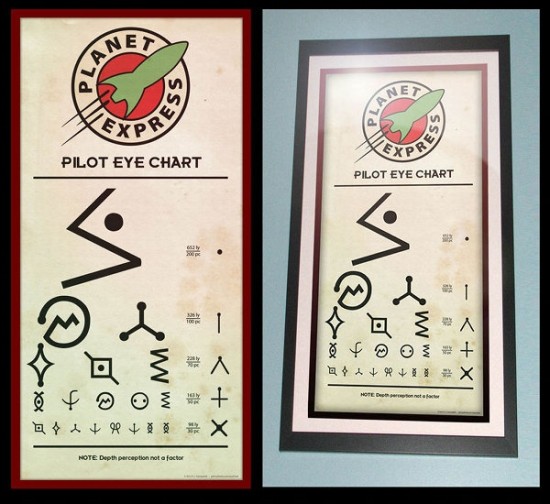 PLANET
EXPRESS
PILOT EYE CHART
652 ly
200 pc
326 ly
100 pc
228 ly
70 pc
163 ly
50 pc
98 ly
30 pc
NOTE: Depth perception not a factor
PLANET
EXPRESS
PILOT EYE CHART
NOTE: Depth perception not a factor